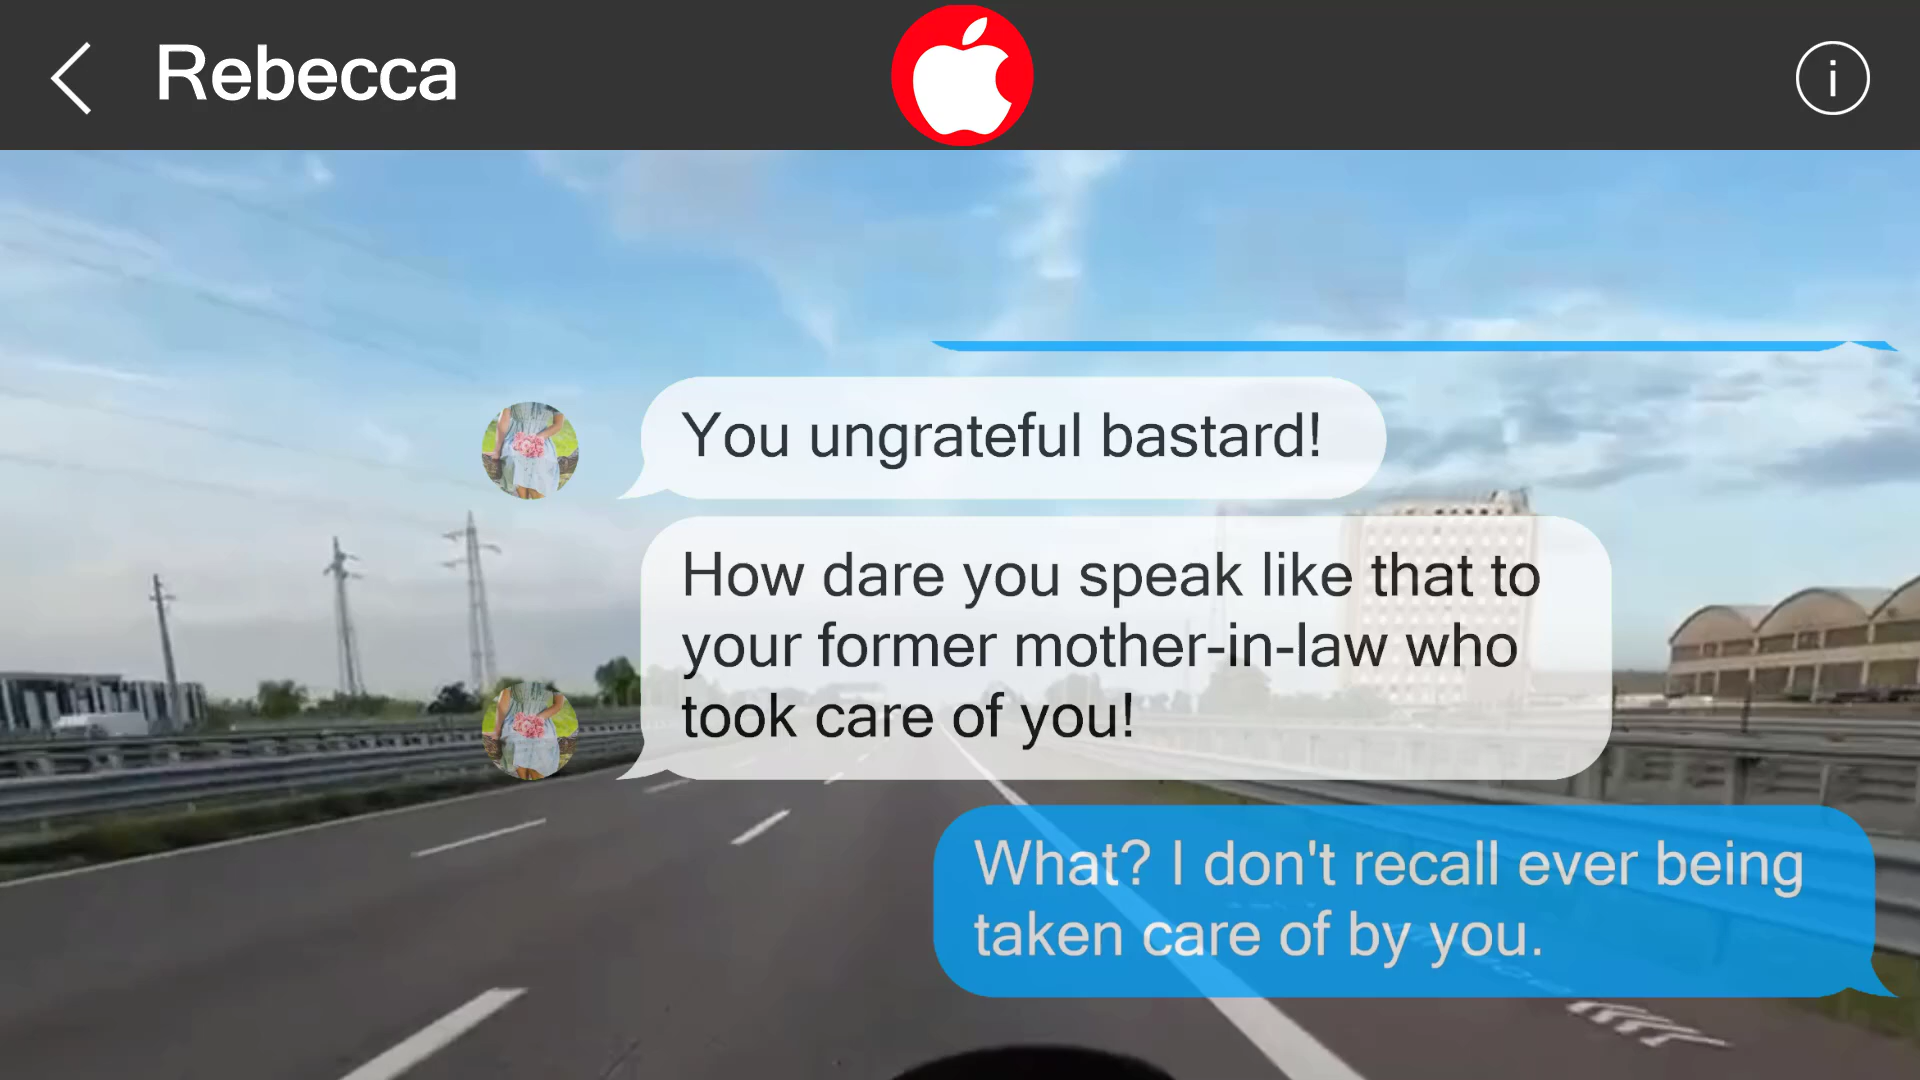 Rebecca
i
You ungrateful bastard!
How dare you speak like that to
your former mother-in-law who
took care of you!
What? I don't recall ever being
taken care of by you.